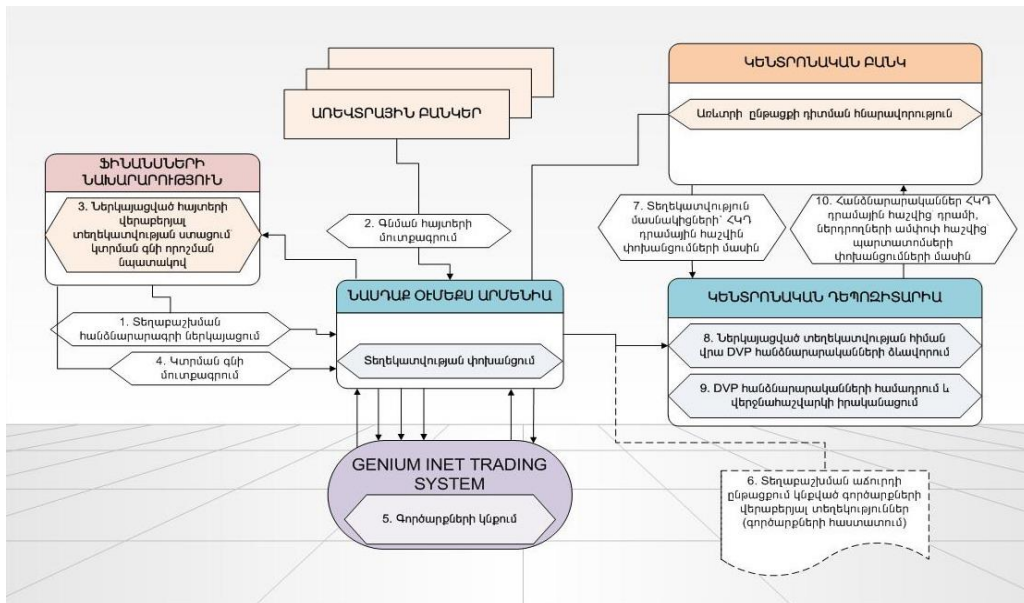 ԱՌԵՎՏՐԱՅԻՆ ԲԱՆԿԵՐ
ԿԵՆՏՐՈՆԱԿԱՆ ԲԱՆԿ
Առևտրի ընթացքի դիտման հնարավորություն
ՖԻՆԱՆՍՆԵՐԻ
ՆԱԽԱՐԱՐՈՒԹՅՈՒՆ
3. Ներկայացված հայտերի
վերաբերյալ
տեղեկատվության ստացում՝
կտրման գնի որոշման
նպատակով
2. Գնման հայտերի
մուտքագրում
7. Տեղեկատվություն
մասնակիցների՝ ՀԿԴ
դրամային հաշվին
փոխանցումների մասին
10. Հանձնարարականներ ՀԿԴ
դրամային հաշվից դրամի,
ներդրողների ամփոփ հաշվից
պարտատոմսերի
փոխանցումների մասին
1. Տեղաբաշխման
հանձնարարագրի ներկայացում
4. Կտրման գնի
մուտքագրում
ՆԱՍԴԱՔ ՕԷՄԵՔՍ ԱՐՄԵՆԻԱ
Տեղեկատվության փոխանցում
ԿԵՆՏՐՈՆԱԿԱՆ ԴԵՊՈԶԻՏԱՐԻԱ
8. Ներկայացված տեղեկատվության հիման
վրա DVP հանձնարարականների ձևավորում
9. DVP հանձնարարականների համադրում և
վերջնահաշվարկի իրականացում
GENIUM INET TRADING
SYSTEM
5. Գործարքների կնքում
6. Տեղաբաշխման աճուրդի
ընթացքում կնքված գործարքների
վերաբերյալ տեղեկություններ
(գործարքների հաստատում)